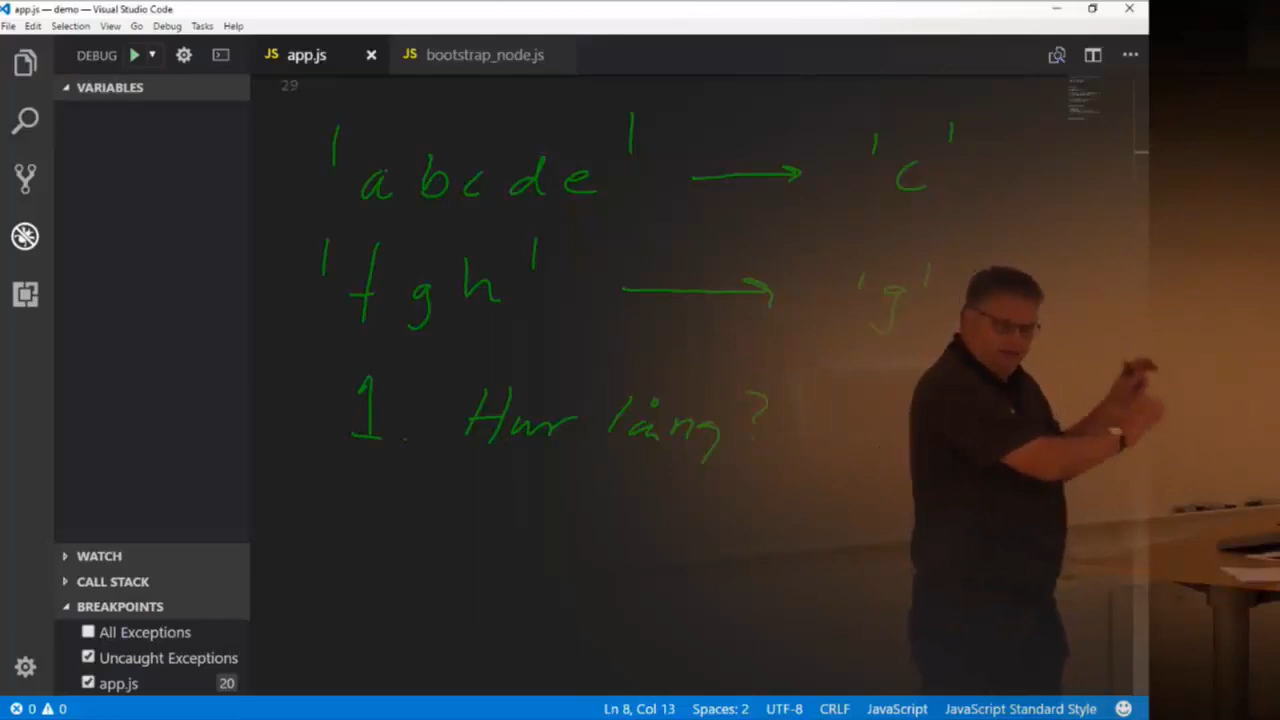 app.js — demo — Visual Studio Code
File Edit Selection View Go Debug Tasks Help
DEBUG
JS app.js
JS bootstrap_node.js
VARIABLES
29
'abcde' → 'c'
'fgh' → 'g'
1. Hur lång?
WATCH
CALL STACK
BREAKPOINTS
All Exceptions
Uncaught Exceptions
app.js 20
0 0 Ln 8, Col 13 Spaces: 2 UTF-8 CRLF JavaScript JavaScript Standard Style